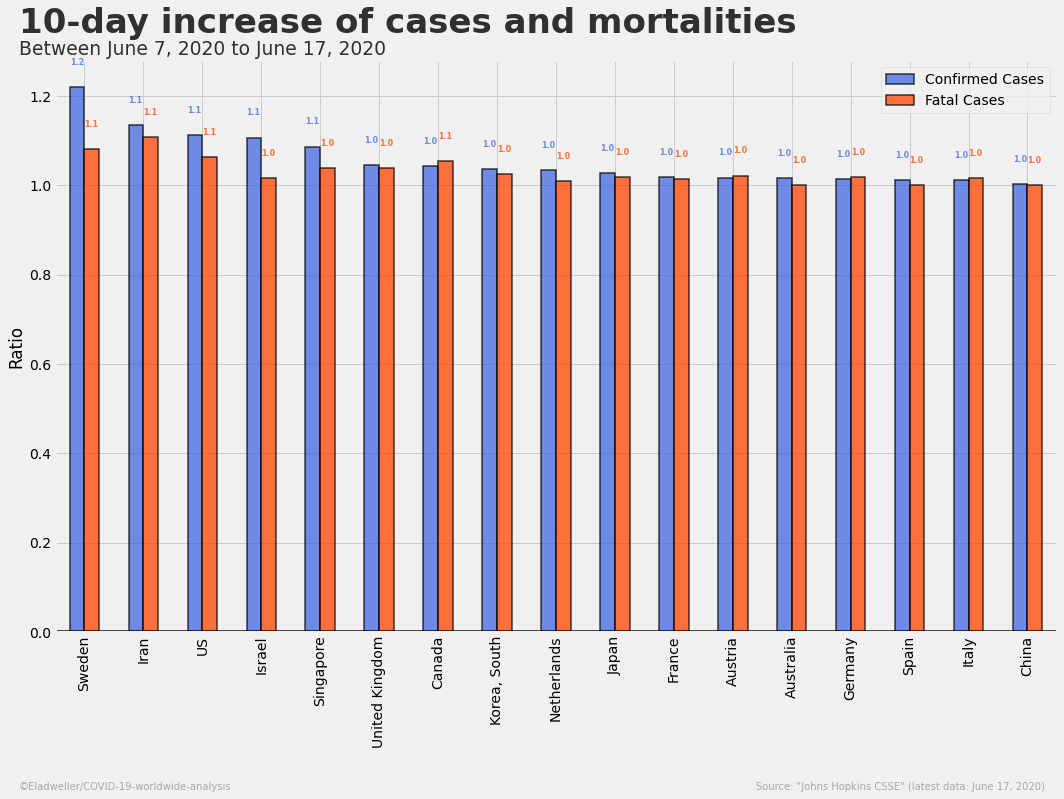 10-day increase of cases and mortalities
Between June 7, 2020 to June 17, 2020
Confirmed Cases
Fatal Cases
1.2 1.1 1.1 1.1 1.1 1.1 1.1 1.0 1.1 1.0 1.0 1.0 1.0 1.1 1.0 1.0 1.0 1.0 1.0 1.0 1.0 1.0 1.0 1.0 1.0 1.0 1.0 1.0 1.0 1.0 1.0 1.0 1.0 1.0
1.2
1.0
0.8
0.6
0.4
0.2
0.0
Ratio
Sweden
Iran
US
Israel
Singapore
United Kingdom
Canada
Korea, South
Netherlands
Japan
France
Austria
Australia
Germany
Spain
Italy
China
©Eladweller/COVID-19-worldwide-analysis
Source: "Johns Hopkins CSSE" (latest data: June 17, 2020)